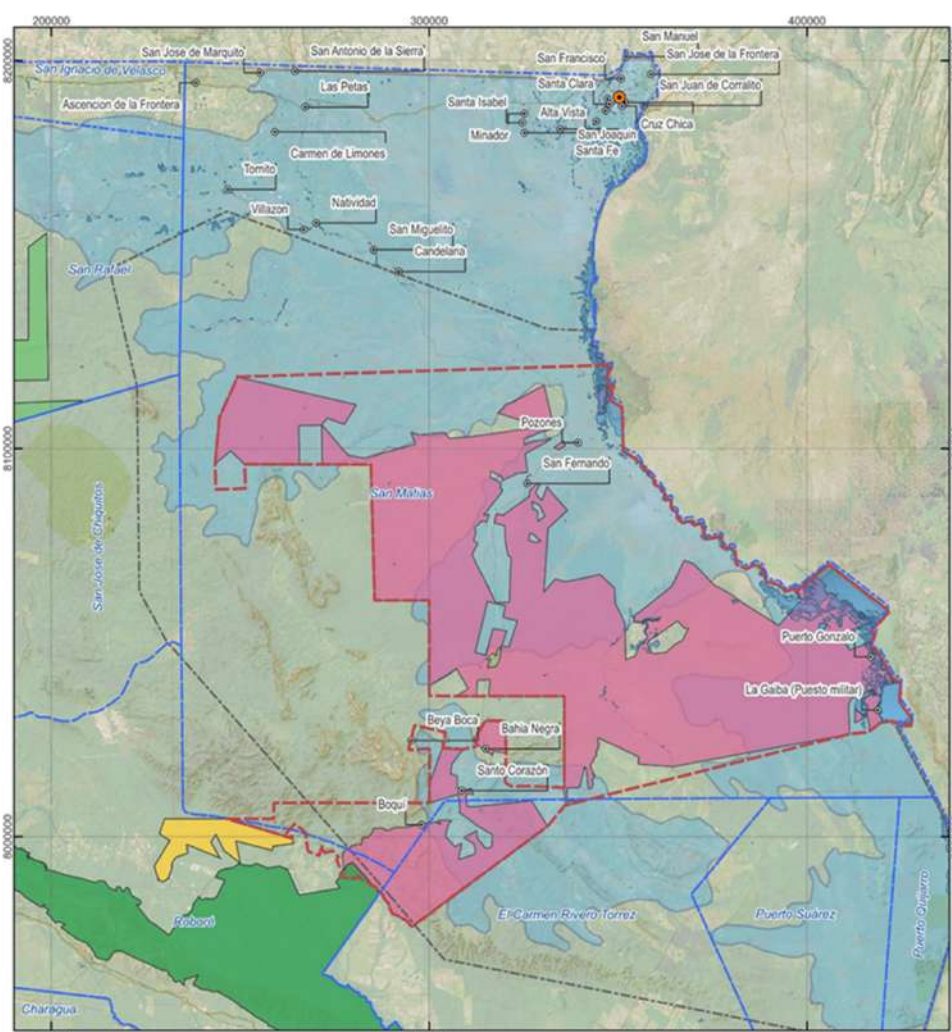 200000
300000
400000
8200000
8100000
8000000
San Manuel
San Jose de Marquito
San Antonio de la Sierra
San Francisco
San Jose de la Frontera
San Ignacio de Velasco
Las Petas
Santa Clara
San Juan de Corralito
Ascencion de la Frontera
Santa Isabel
Alta Vista
Cruz Chica
Minador
San Joaquin
Carmen de Limones
Santa Fe
Tornito
Villazon
Natividad
San Miguelito
Candelaria
San Rafael
Pozones
San Fernando
San Matias
San José de Chiquitos
Puerto Gonzalo
La Gaiba (Puesto militar)
Beya Boca
Bahia Negra
Santo Corazón
Boquí
Roboré
El Carmen Rivero Torrez
Puerto Suárez
Puerto Quijarro
Charagua